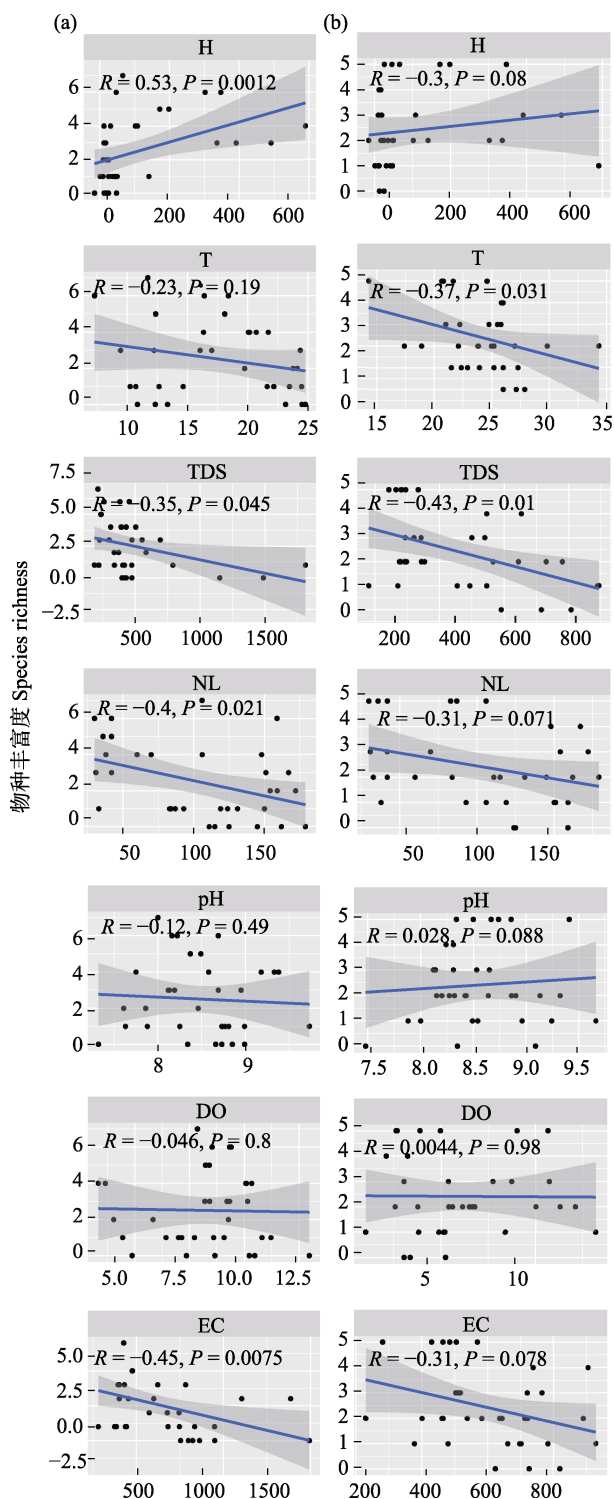 (a)
(b)
物种丰富度 Species richness
H
R = 0.53, P = 0.0012
6
4
2
0
0 200 400 600
H
R = −0.3, P = 0.08
5
4
3
2
1
0
0 200 400 600
T
R = −0.23, P = 0.19
6
4
2
0
10 15 20 25
T
R = −0.37, P = 0.031
5
4
3
2
1
0
15 20 25 30 35
TDS
R = −0.35, P = 0.045
7.5
5.0
2.5
0.0
−2.5
500 1000 1500
TDS
R = −0.43, P = 0.01
5
4
3
2
1
0
200 400 600 800
NL
R = −0.4, P = 0.021
6
4
2
0
50 100 150
NL
R = −0.31, P = 0.071
5
4
3
2
1
0
50 100 150
pH
R = −0.12, P = 0.49
6
4
2
0
8 9
pH
R = 0.028, P = 0.088
5
4
3
2
1
0
7.5 8.0 8.5 9.0 9.5
DO
R = −0.046, P = 0.8
6
4
2
0
5.0 7.5 10.0 12.5
DO
R = 0.0044, P = 0.98
5
4
3
2
1
0
5 10
EC
R = −0.45, P = 0.0075
5.0
2.5
0.0
−2.5
500 1000 1500
EC
R = −0.31, P = 0.078
5
4
3
2
1
0
200 400 600 800